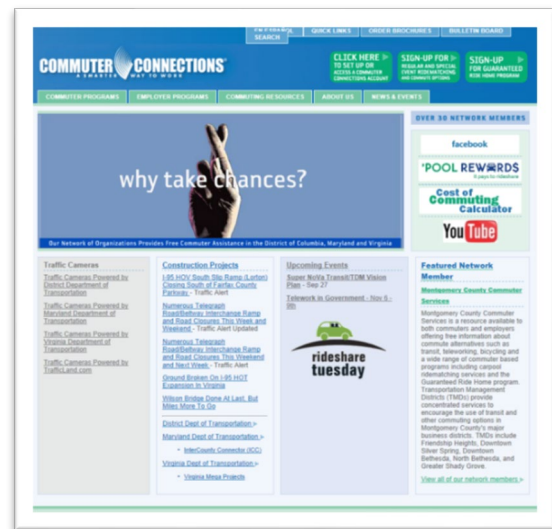 QUICK LINKS
ORDER BROCHURES
BULLETIN BOARD
SEARCH
COMMUTER CONNECTIONS
A SMARTER WAY TO WORK
CLICK HERE
TO SET UP OR
ACCESS A COMMUTER
CONNECTIONS ACCOUNT
SIGN-UP FOR
REGULAR AND SPECIAL
EVENT RIDEMATCHING
AND COMMUTE OPTIONS
SIGN-UP
FOR GUARANTEED
RIDE HOME PROGRAM
COMMUTER PROGRAMS
EMPLOYER PROGRAMS
COMMUTING RESOURCES
ABOUT US
NEWS & EVENTS
why take chances?
Our Network of Organizations Provides Free Commuter Assistance in the District of Columbia, Maryland and Virginia
OVER 30 NETWORK MEMBERS
facebook
'POOL REWARDS
It pays to rideshare
Cost of
Commuting
Calculator
YouTube
Traffic Cameras
Traffic Cameras Powered by
District Department of
Transportation
Traffic Cameras Powered by
Maryland Department of
Transportation
Traffic Cameras Powered by
Virginia Department of
Transportation
Traffic Cameras Powered by
TrafficLand.com
Construction Projects
I-95 HOV South Slip Ramp (Lorton)
Closing South of Fairfax County
Parkway - Traffic Alert
Numerous Telegraph
Road/Beltway Interchange Ramp
and Road Closures This Week and
Weekend - Traffic Alert Updated
Numerous Telegraph
Road/Beltway Interchange Ramp
and Road Closures This Weekend
and Next Week - Traffic Alert
Ground Broken On I-95 HOT
Expansion In Virginia
Wilson Bridge Done At Last, But
Miles More To Go
District Dept of Transportation >
Maryland Dept of Transportation >
• InterCounty Connector (ICC)
Virginia Dept of Transportation >
• Virginia Mega Projects
Upcoming Events
Super NoVa Transit/TDM Vision
Plan - Sep 27
Telework in Government - Nov 5 -
9th
rideshare
tuesday
Featured Network
Member
Montgomery County Commuter
Services
Montgomery County Commuter
Services is a resource available to
both commuters and employers
offering free information about
commute alternatives such as
transit, teleworking, bicycling and
a wide range of commuter based
programs including carpool
ridematching services and the
Guaranteed Ride Home program.
Transportation Management
Districts (TMDs) provide
concentrated services to
encourage the use of transit and
other commuting options in
Montgomery County's major
business districts. TMDs include
Friendship Heights, Downtown
Silver Spring, Downtown
Bethesda, North Bethesda, and
Greater Shady Grove.
View all of our network members >